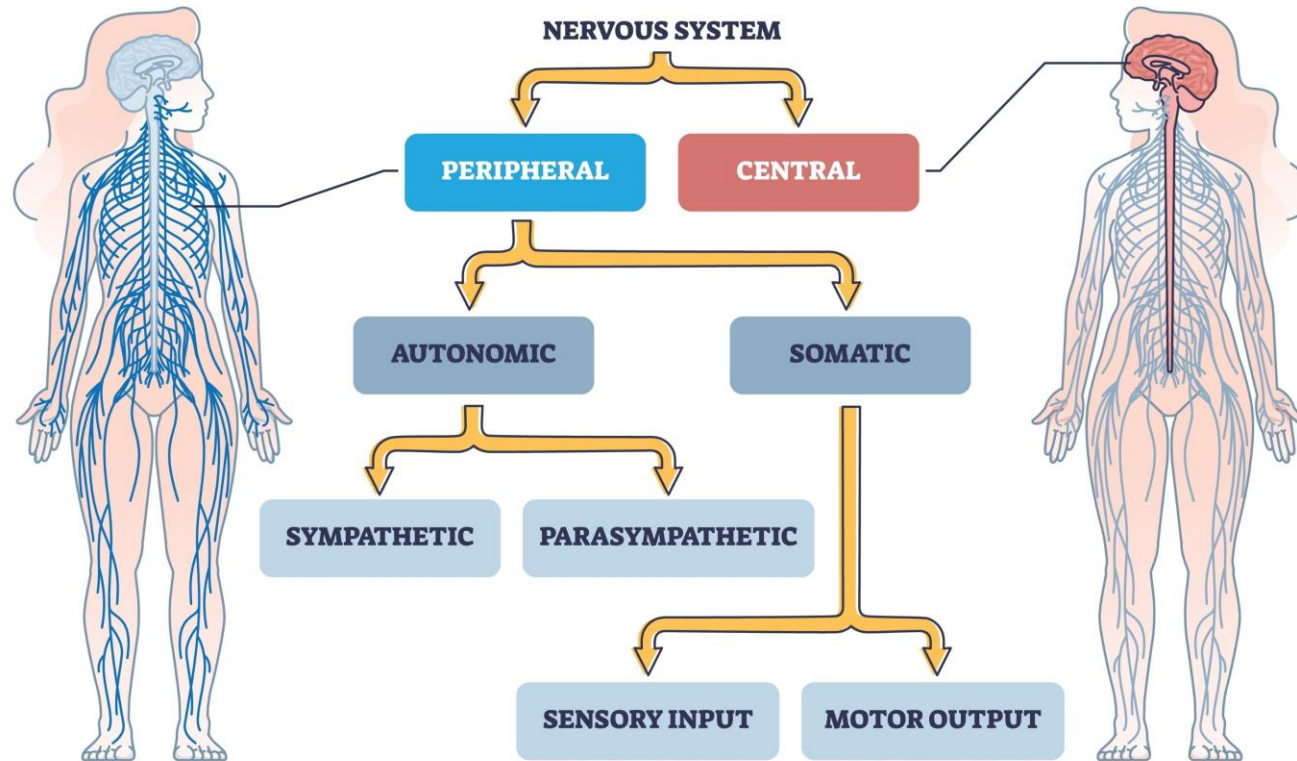 NERVOUS SYSTEM
PERIPHERAL
CENTRAL
AUTONOMIC
SOMATIC
SYMPATHETIC
PARASYMPATHETIC
SENSORY INPUT
MOTOR OUTPUT